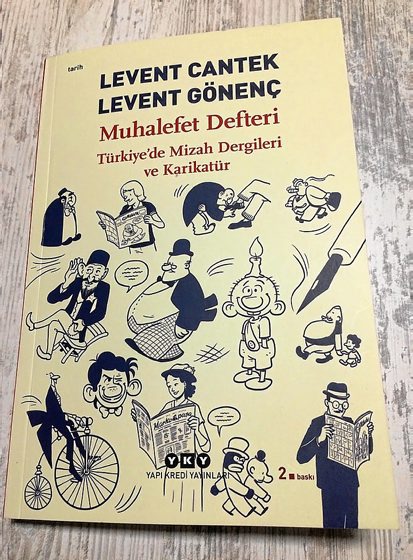 tarih
LEVENT CANTEK
LEVENT GÖNENÇ
Muhalefet Defteri
Türkiye'de Mizah Dergileri
ve Karikatür
YKY
YAPI KREDİ YAYINLARI
2. baskı